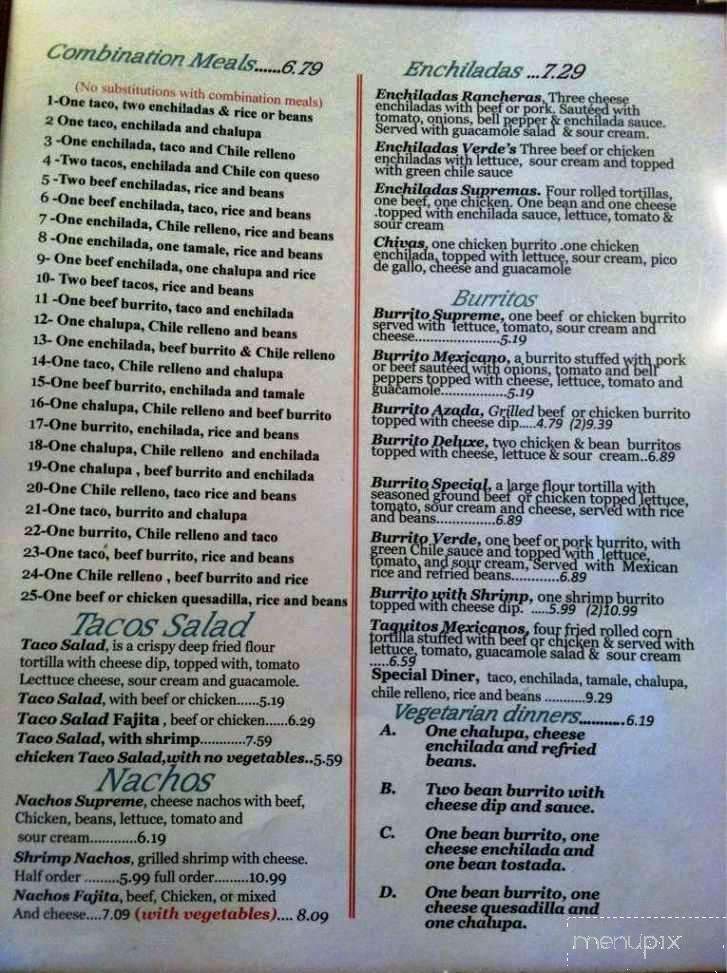 Combination Meals......6.79
(No substitutions with combination meals)
1-One taco, two enchiladas & rice or beans
2 One taco, enchilada and chalupa
3 -One enchilada, taco and Chile relleno
4 -Two tacos, enchilada and Chile con queso
5 -Two beef enchiladas, rice and beans
6 -One beef enchilada, taco, rice and beans
7 -One enchilada, Chile relleno, rice and beans
8 -One enchilada, one tamale, rice and beans
9- One beef enchilada, one chalupa and rice
10- Two beef tacos, rice and beans
11 -One beef burrito, taco and enchilada
12- One chalupa, Chile relleno and beans
13- One enchilada, beef burrito & Chile relleno
14-One taco, Chile relleno and chalupa
15-One beef burrito, enchilada and tamale
16-One chalupa, Chile relleno and beef burrito
17-One burrito, enchilada, rice and beans
18-One chalupa, Chile relleno and enchilada
19-One chalupa , beef burrito and enchilada
20-One Chile relleno, taco rice and beans
21-One taco, burrito and chalupa
22-One burrito, Chile relleno and taco
23-One taco, beef burrito, rice and beans
24-One Chile relleno , beef burrito and rice
25-One beef or chicken quesadilla, rice and beans
Tacos Salad
Taco Salad, is a crispy deep fried flour
tortilla with cheese dip, topped with, tomato
Lecttuce cheese, sour cream and guacamole.
Taco Salad, with beef or chicken......5.19
Taco Salad Fajita , beef or chicken......6.29
Taco Salad, with shrimp............7.59
chicken Taco Salad,with no vegetables..5.59
Nachos
Nachos Supreme, cheese nachos with beef,
Chicken, beans, lettuce, tomato and
sour cream............6.19
Shrimp Nachos, grilled shrimp with cheese.
Half order .........5.99 full order.........10.99
Nachos Fajita, beef, Chicken, or mixed
And cheese....7.09 (with vegetables).... 8.09
Enchiladas ...7.29
Enchiladas Rancheras, Three cheese
enchiladas with beef or pork. Sautéed with
tomato, onions, bell pepper & enchilada sauce.
Served with guacamole salad & sour cream.
Enchiladas Verde's Three beef or chicken
enchiladas with lettuce, sour cream and topped
with green chile sauce
Enchiladas Supremas. Four rolled tortillas,
one beef, one chicken. One bean and one cheese
.topped with enchilada sauce, lettuce, tomato &
sour cream
Chivas, one chicken burrito .one chicken
enchilada, topped with lettuce, sour cream, pico
de gallo, cheese and guacamole
Burritos
Burrito Supreme, one beef or chicken burrito
served with lettuce, tomato, sour cream and
cheese.....................5.19
Burrito Mexicano, a burrito stuffed with pork
or beef sautéed with onions, tomato and bell
peppers topped with cheese, lettuce, tomato and
guacamole.................5.19
Burrito Azada, Grilled beef or chicken burrito
topped with cheese dip.....4.79 (2)9.39
Burrito Deluxe, two chicken & bean burritos
topped with cheese, lettuce & sour cream..6.89
Burrito Special, a large flour tortilla with
seasoned ground beef or chicken topped lettuce,
tomato, sour cream and cheese, served with rice
and beans...............6.89
Burrito Verde, one beef or pork burrito, with
green Chile sauce and topped with lettuce,
tomato, and sour cream, Served with Mexican
rice and refried beans.............6.89
Burrito with Shrimp, one shrimp burrito
topped with cheese dip. .....5.99 (2)10.99
Taquitos Mexicanos, four fried rolled corn
tortilla stuffed with beef or chicken & served with
lettuce, tomato, guacamole salad & sour cream
.....6.59
Special Diner, taco, enchilada, tamale, chalupa,
chile relleno, rice and beans ...........9.29
Vegetarian dinners..........6.19
A. One chalupa, cheese
enchilada and refried
beans.
B. Two bean burrito with
cheese dip and sauce.
C. One bean burrito, one
cheese enchilada and
one bean tostada.
D. One bean burrito, one
cheese quesadilla and
one chalupa.
menupix